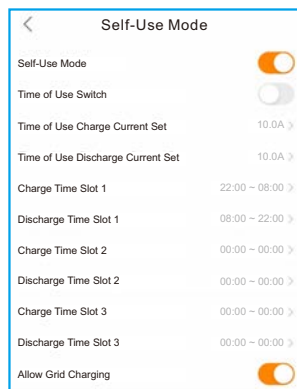 Self-Use Mode
Self-Use Mode
Time of Use Switch
Time of Use Charge Current Set 10.0A >
Time of Use Discharge Current Set 10.0A >
Charge Time Slot 1 22:00 ~ 08:00 >
Discharge Time Slot 1 08:00 ~ 22:00 >
Charge Time Slot 2 00:00 ~ 00:00 >
Discharge Time Slot 2 00:00 ~ 00:00 >
Charge Time Slot 3 00:00 ~ 00:00 >
Discharge Time Slot 3 00:00 ~ 00:00 >
Allow Grid Charging